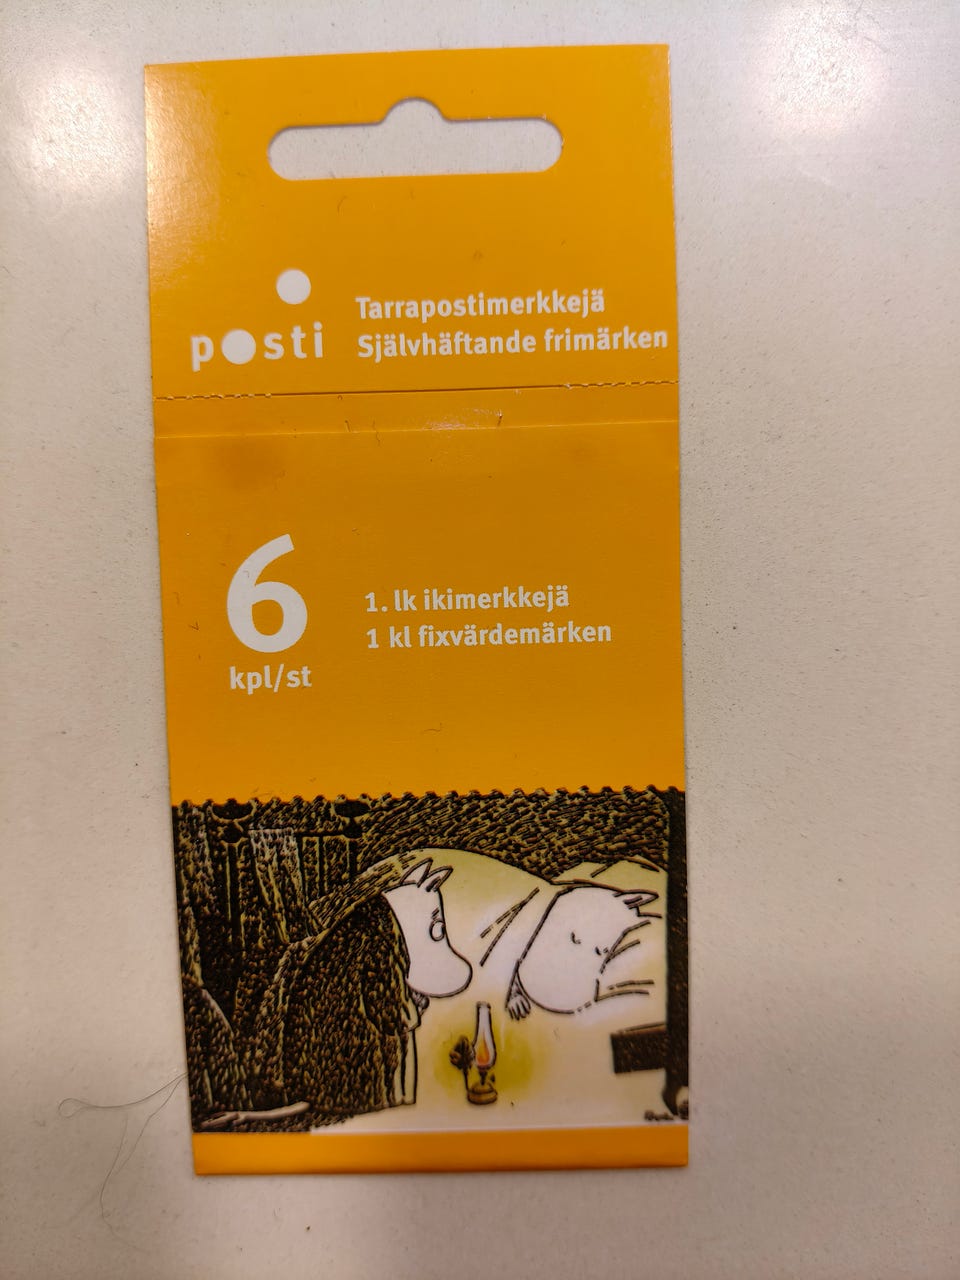 posti
Tarrapostimerkkejä
Självhäftande frimärken
6
kpl/st
1. lk ikimerkkejä
1 kl fixvärdemärken